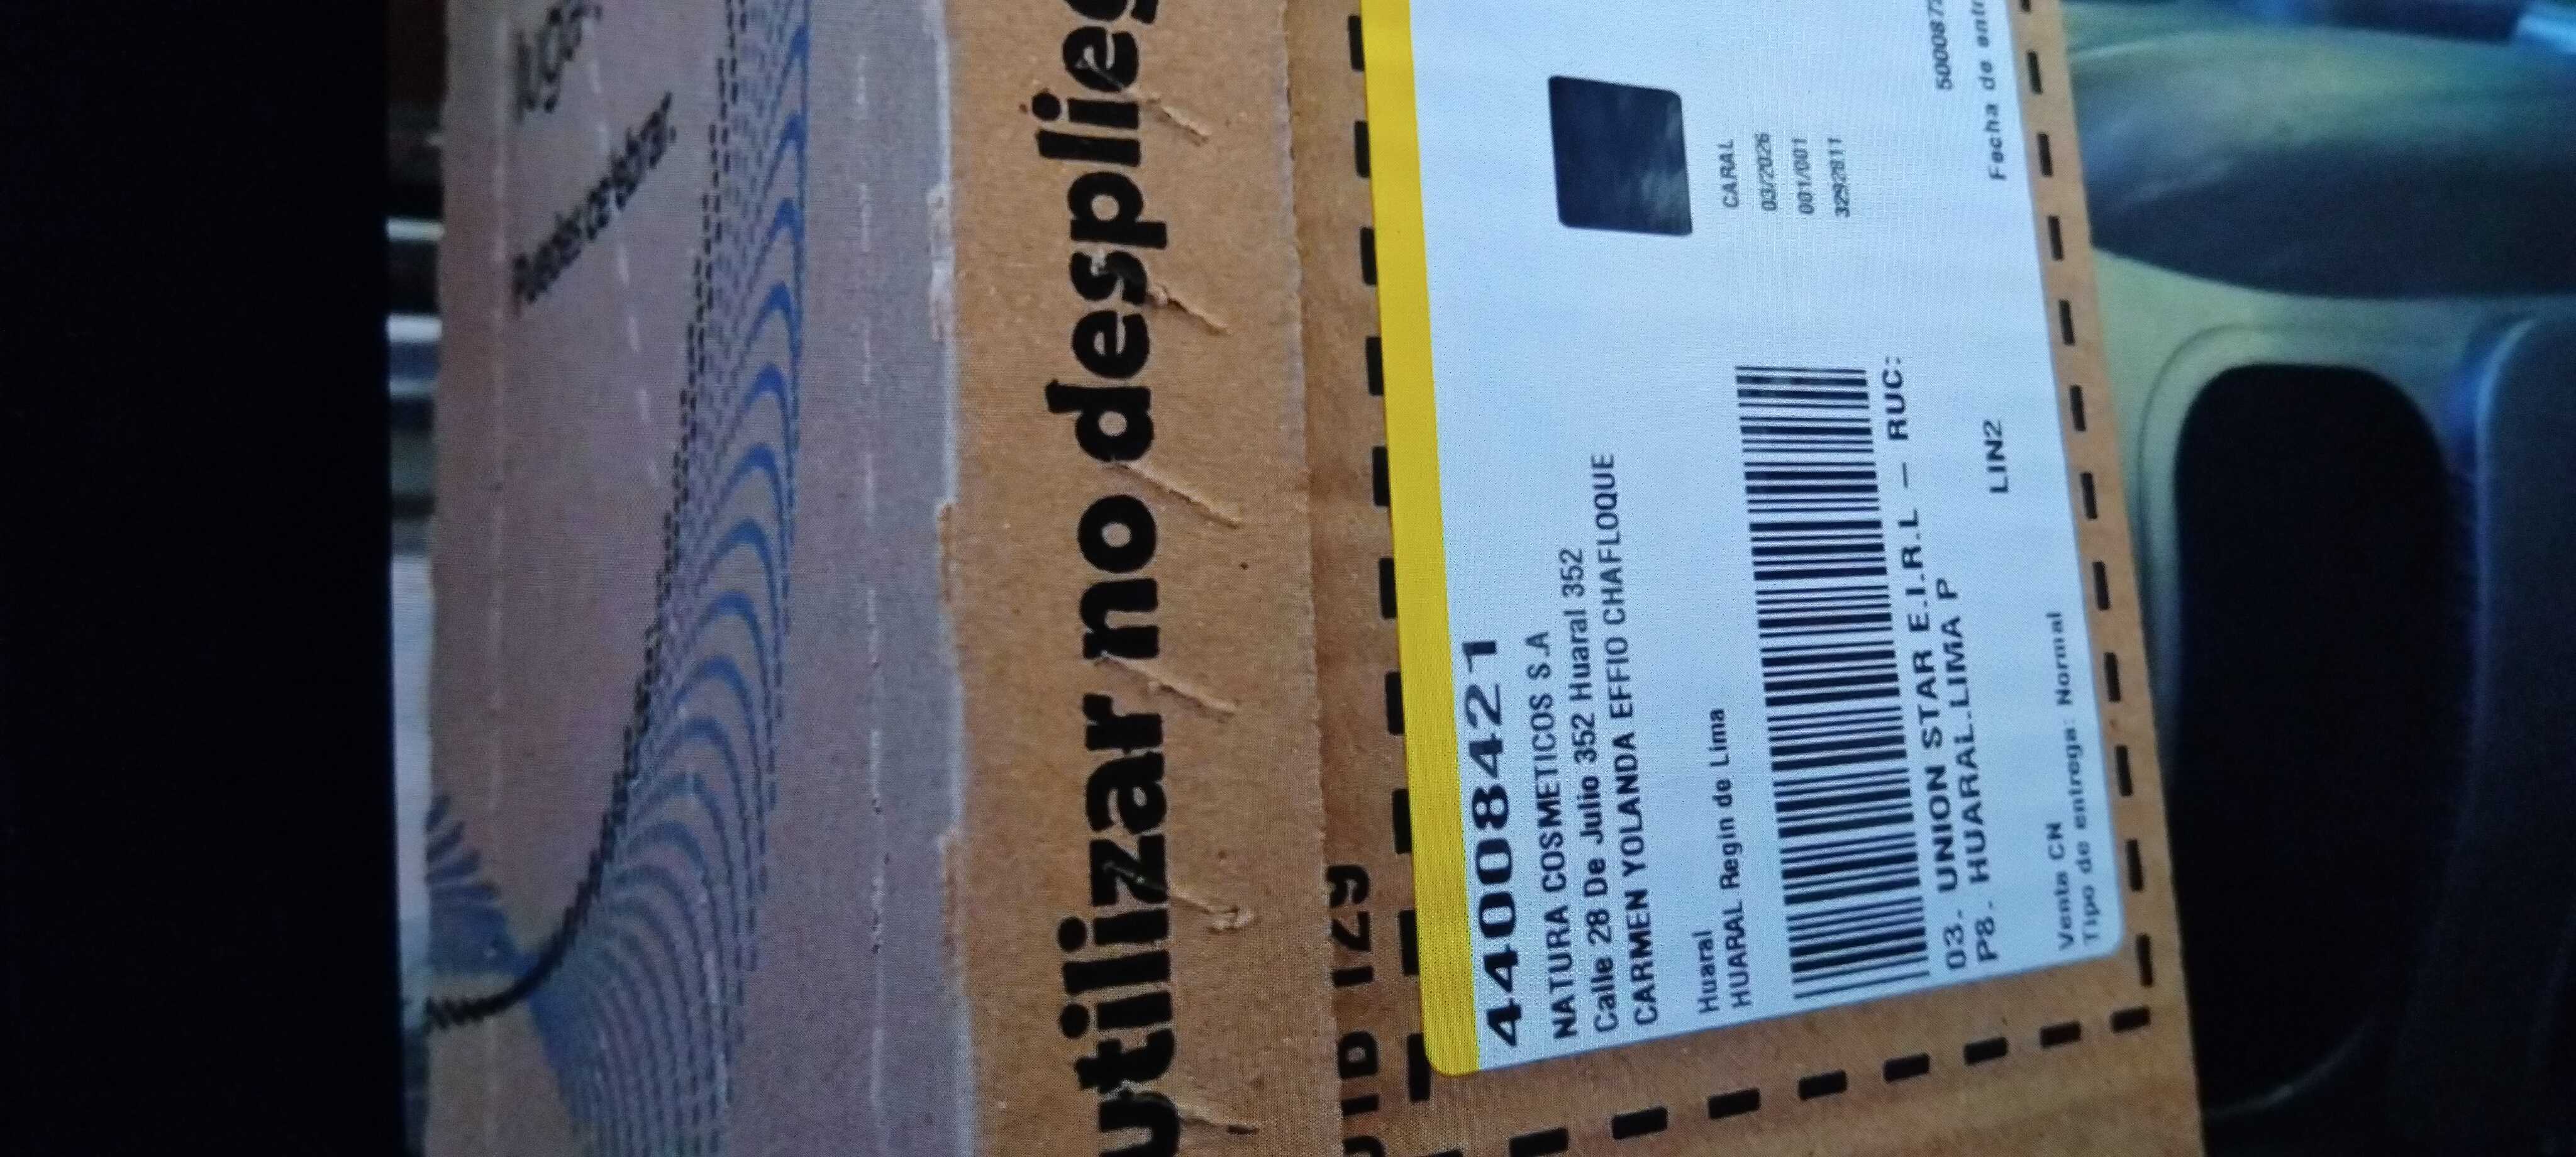 utilizar no desplieg
44008421
NATURA COSMETICOS S.A
Calle 28 De Julio 352 Huaral 352
CARMEN YOLANDA EFFIO CHAFLOQUE
Huaral
HUARAL Regin de Lima
CARAL
03/2026
001/001
3292811
03. UNION STAR E.I.R.L – RUC:
P8. HUARAL.LIMA P
LIN2
Venta CN
Tipo de entrega: Normal
Fecha de entr